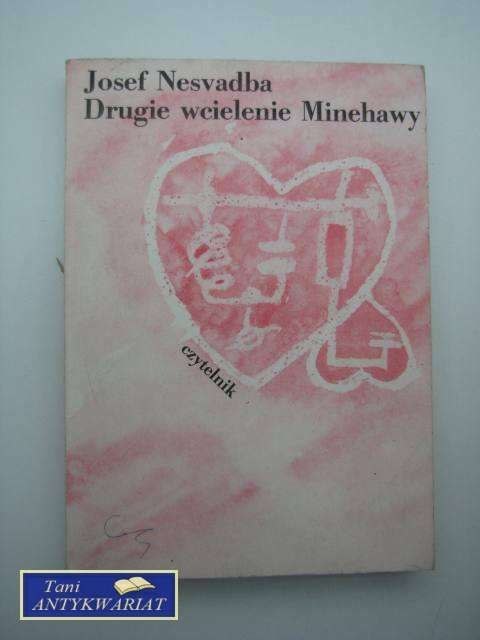 Josef Nesvadba
Drugie wcielenie Minehawy
czytelnik
Tani
ANTYKWARIAT